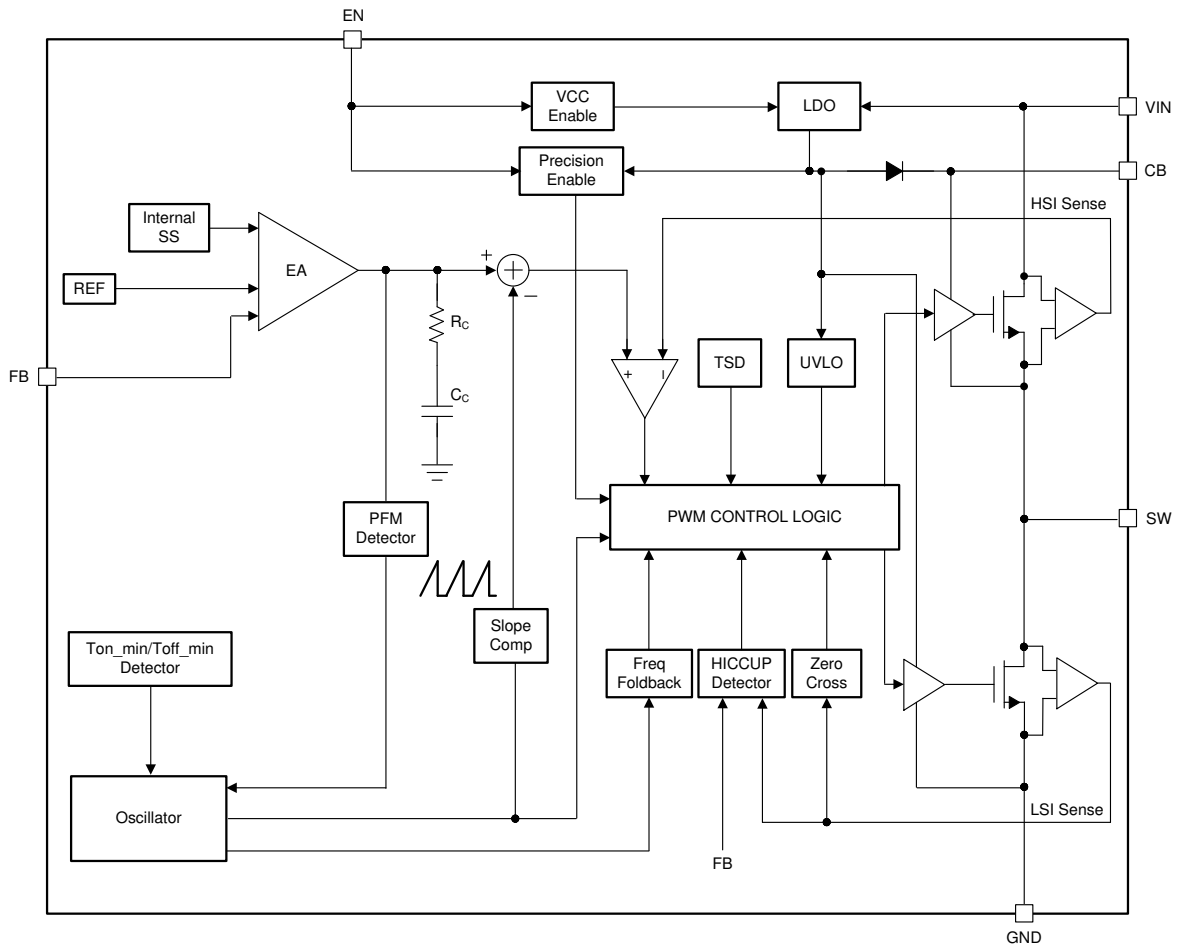 EN
VCC
Enable
LDO
VIN
Precision
Enable
CB
HSI Sense
Internal
SS
EA
REF
+
+
−
RC
CC
FB
+
−
TSD
UVLO
PWM CONTROL LOGIC
SW
PFM
Detector
Slope
Comp
Ton_min/Toff_min
Detector
Freq
Foldback
HICCUP
Detector
Zero
Cross
Oscillator
LSI Sense
FB
GND